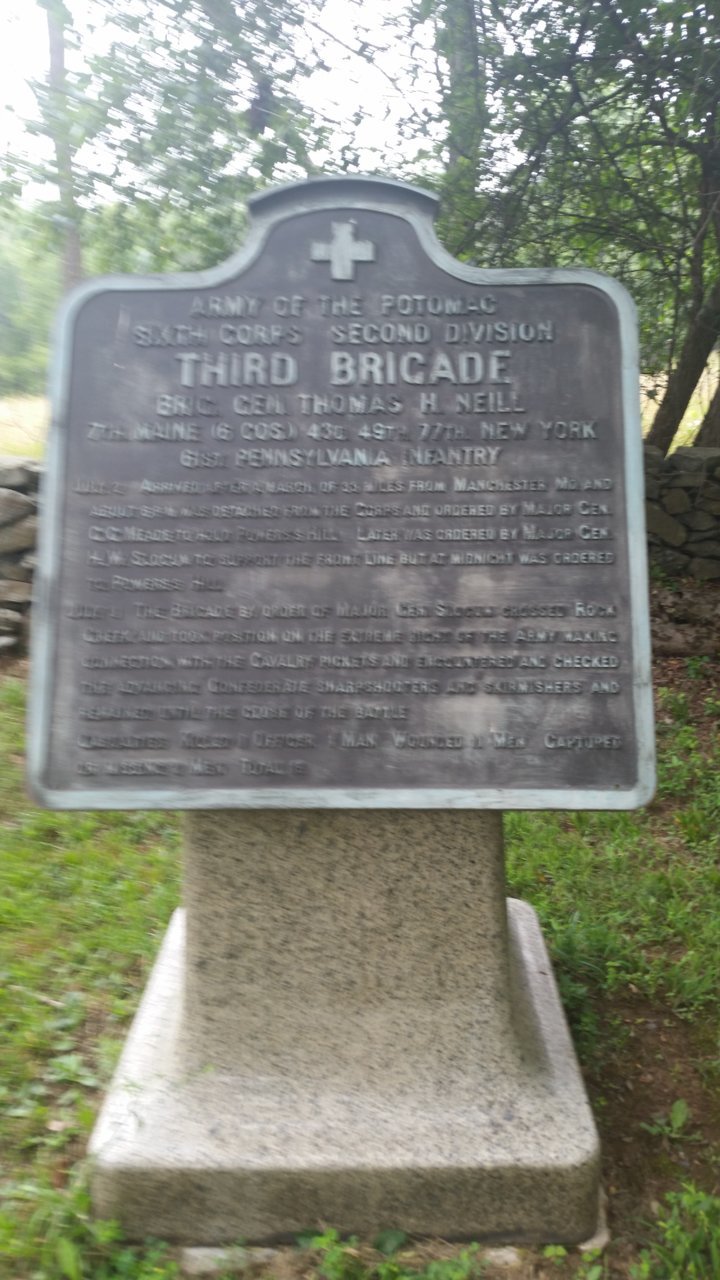 ARMY OF THE POTOMAC
SIXTH CORPS SECOND DIVISION
THIRD BRIGADE
BRIG. GEN. THOMAS H. NEILL
7TH. MAINE (6 COS.) 43D. 49TH. 77TH. NEW YORK
61ST. PENNSYLVANIA INFANTRY
JULY 2. ARRIVED AFTER A MARCH OF MILES FROM MANCHESTER MD. AND
ABOUT WAS DETACHED FROM THE CORPS AND ORDERED BY MAJOR GEN.
G.G. MEADE TO HOLD POWERS'S HILL. LATER WAS ORDERED BY MAJOR GEN.
H.W. SLOCUM TO SUPPORT THE FRONT LINE BUT AT MIDNIGHT WAS ORDERED
TO POWERS'S HILL
JULY THE BRIGADE BY ORDER OF MAJOR GEN. SLOCUM CROSSED ROCK
CREEK AND TOOK POSITION ON THE EXTREME RIGHT OF THE ARMY MAKING
CONNECTION WITH THE CAVALRY PICKETS AND ENCOUNTERED AND CHECKED
THE ADVANCING CONFEDERATE SHARPSHOOTERS AND SKIRMISHERS AND
REMAINED UNTIL THE CLOSE OF THE BATTLE
CASUALTIES KILLED 1 OFFICER 1 MAN WOUNDED MEN CAPTURED
OR MISSING MEN TOTAL